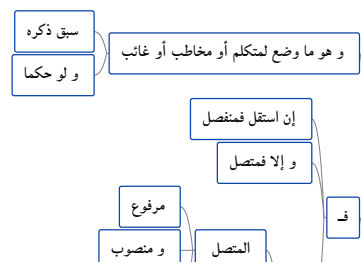 و هو ما وضع لمتكلم أو مخاطب أو غائب
سبق ذكره
و لو حكما
فـ
إن استقل فمنفصل
و إلا فمتصل
المتصل
مرفوع
و منصوب